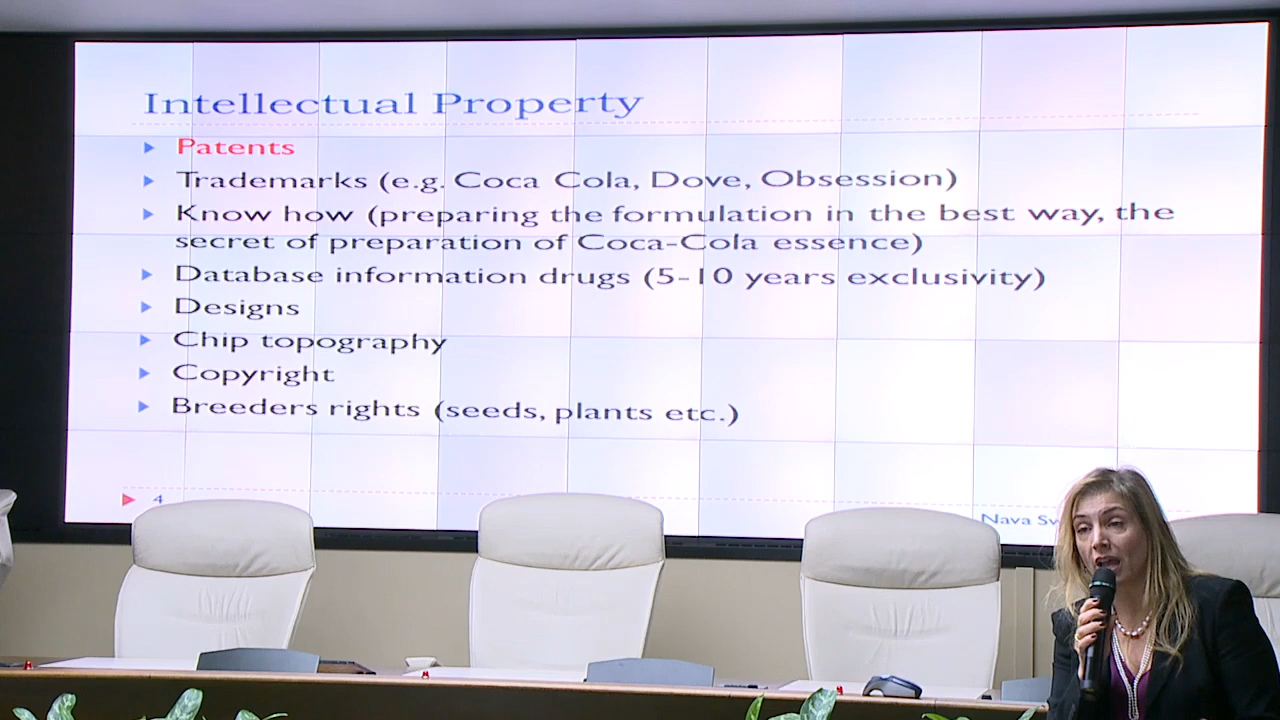 Intellectual Property
Patents
Trademarks (e.g. Coca Cola, Dove, Obsession)
Know how (preparing the formulation in the best way, the
secret of preparation of Coca-Cola essence)
Database information drugs (5-10 years exclusivity)
Designs
Chip topography
Copyright
Breeders rights (seeds, plants etc.)
4
Nava